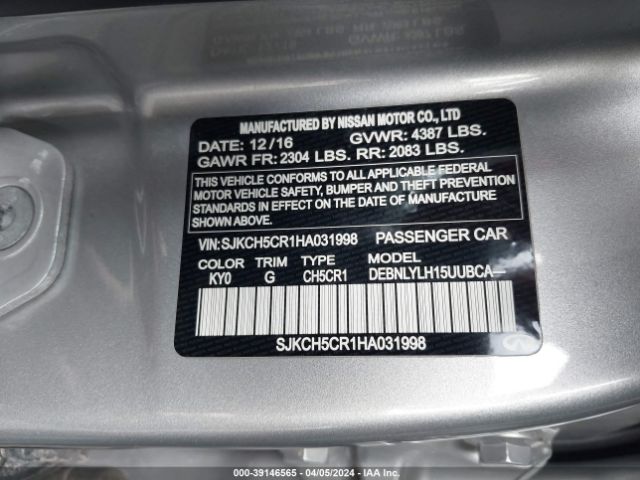 MANUFACTURED BY NISSAN MOTOR CO., LTD
DATE: 12/16 GVWR: 4387 LBS.
GAWR FR: 2304 LBS. RR: 2083 LBS.
THIS VEHICLE CONFORMS TO ALL APPLICABLE FEDERAL
MOTOR VEHICLE SAFETY, BUMPER AND THEFT PREVENTION
STANDARDS IN EFFECT ON THE DATE OF MANUFACTURE
SHOWN ABOVE.
VIN:SJKCH5CR1HA031998 PASSENGER CAR
COLOR TRIM TYPE MODEL
KY0 G CH5CR1 DEBNLYLH15UUBCA—
SJKCH5CR1HA031998
000-39146565 - 04/05/2024 - IAA Inc.